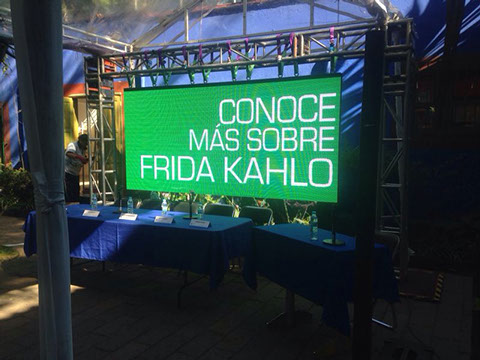 CONOCE
MÁS SOBRE
FRIDA KAHLO